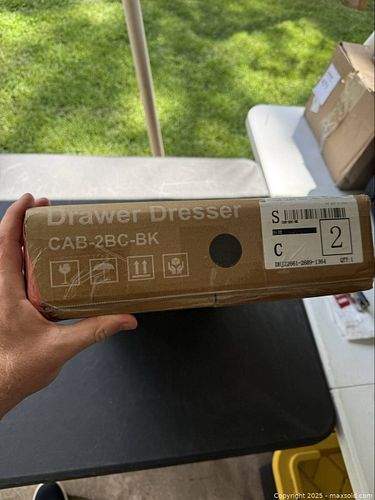 Drawer Dresser
CAB-2BC-BK
S
C
2
QTY:1
Copyright 2025 - maxsold.com